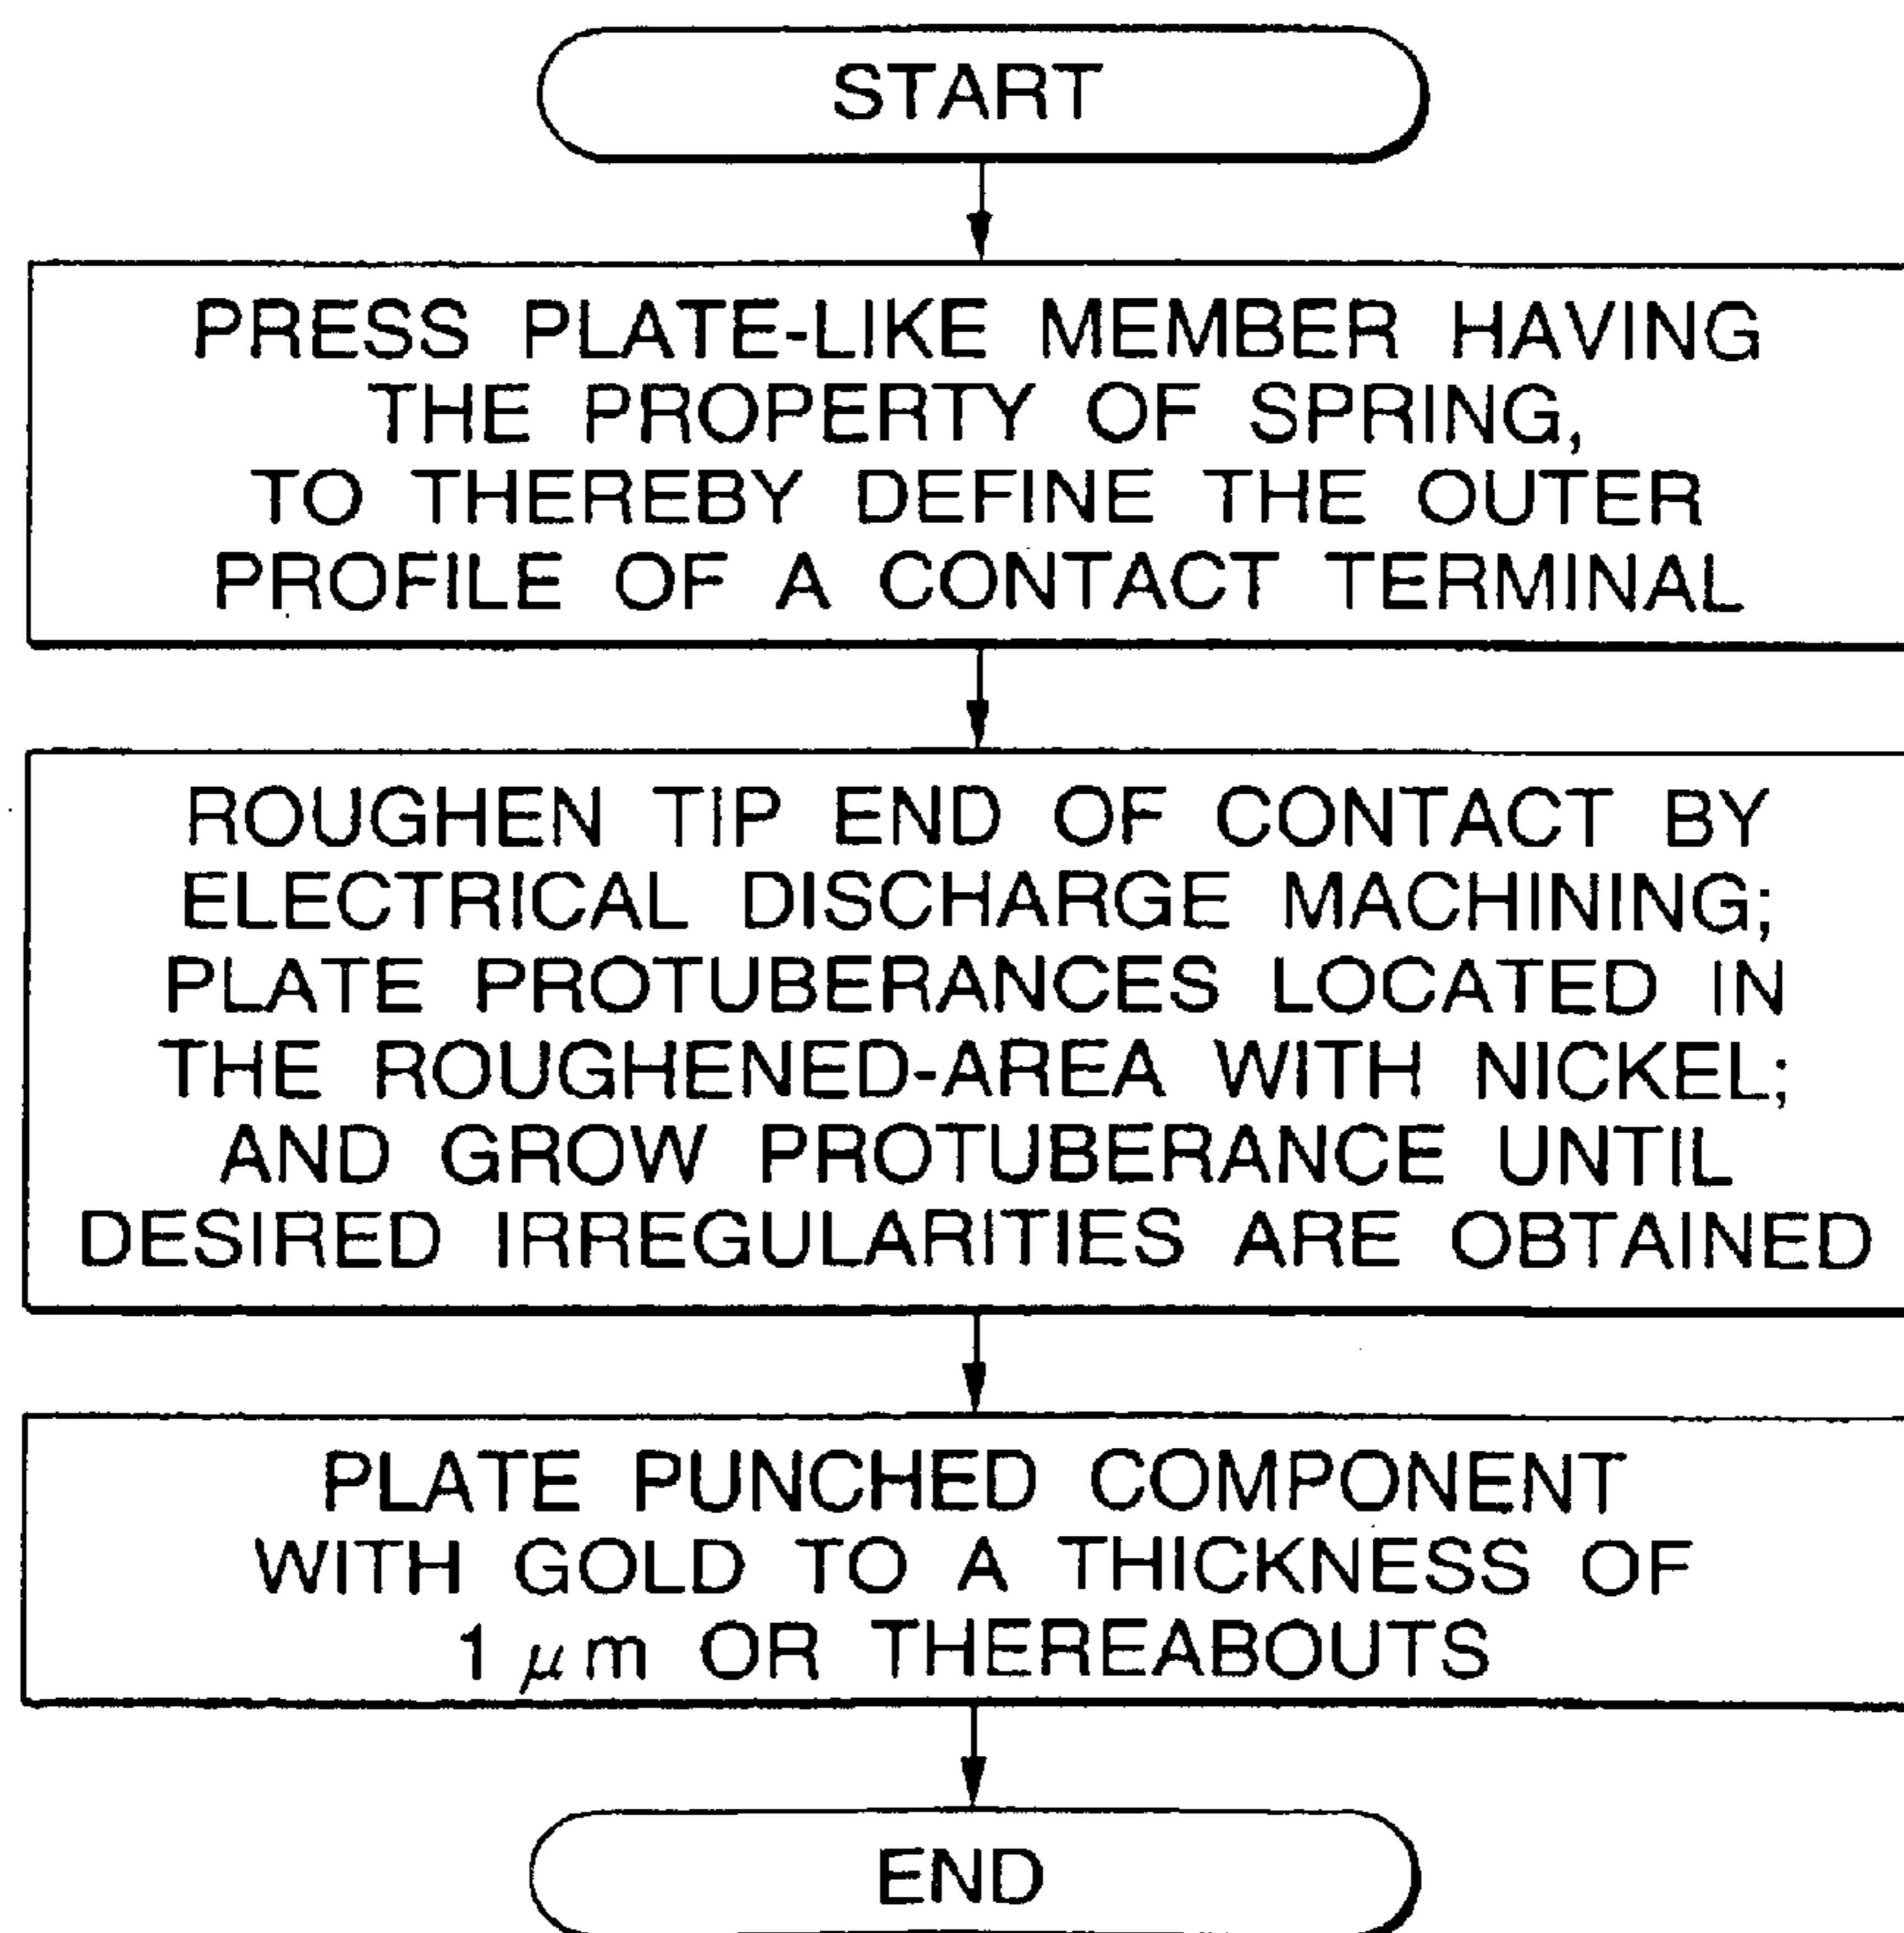 START
PRESS PLATE-LIKE MEMBER HAVING
THE PROPERTY OF SPRING,
TO THEREBY DEFINE THE OUTER
PROFILE OF A CONTACT TERMINAL
ROUGHEN TIP END OF CONTACT BY
ELECTRICAL DISCHARGE MACHINING;
PLATE PROTUBERANCES LOCATED IN
THE ROUGHENED-AREA WITH NICKEL;
AND GROW PROTUBERANCE UNTIL
DESIRED IRREGULARITIES ARE OBTAINED
PLATE PUNCHED COMPONENT
WITH GOLD TO A THICKNESS OF
1 μm OR THEREABOUTS
END